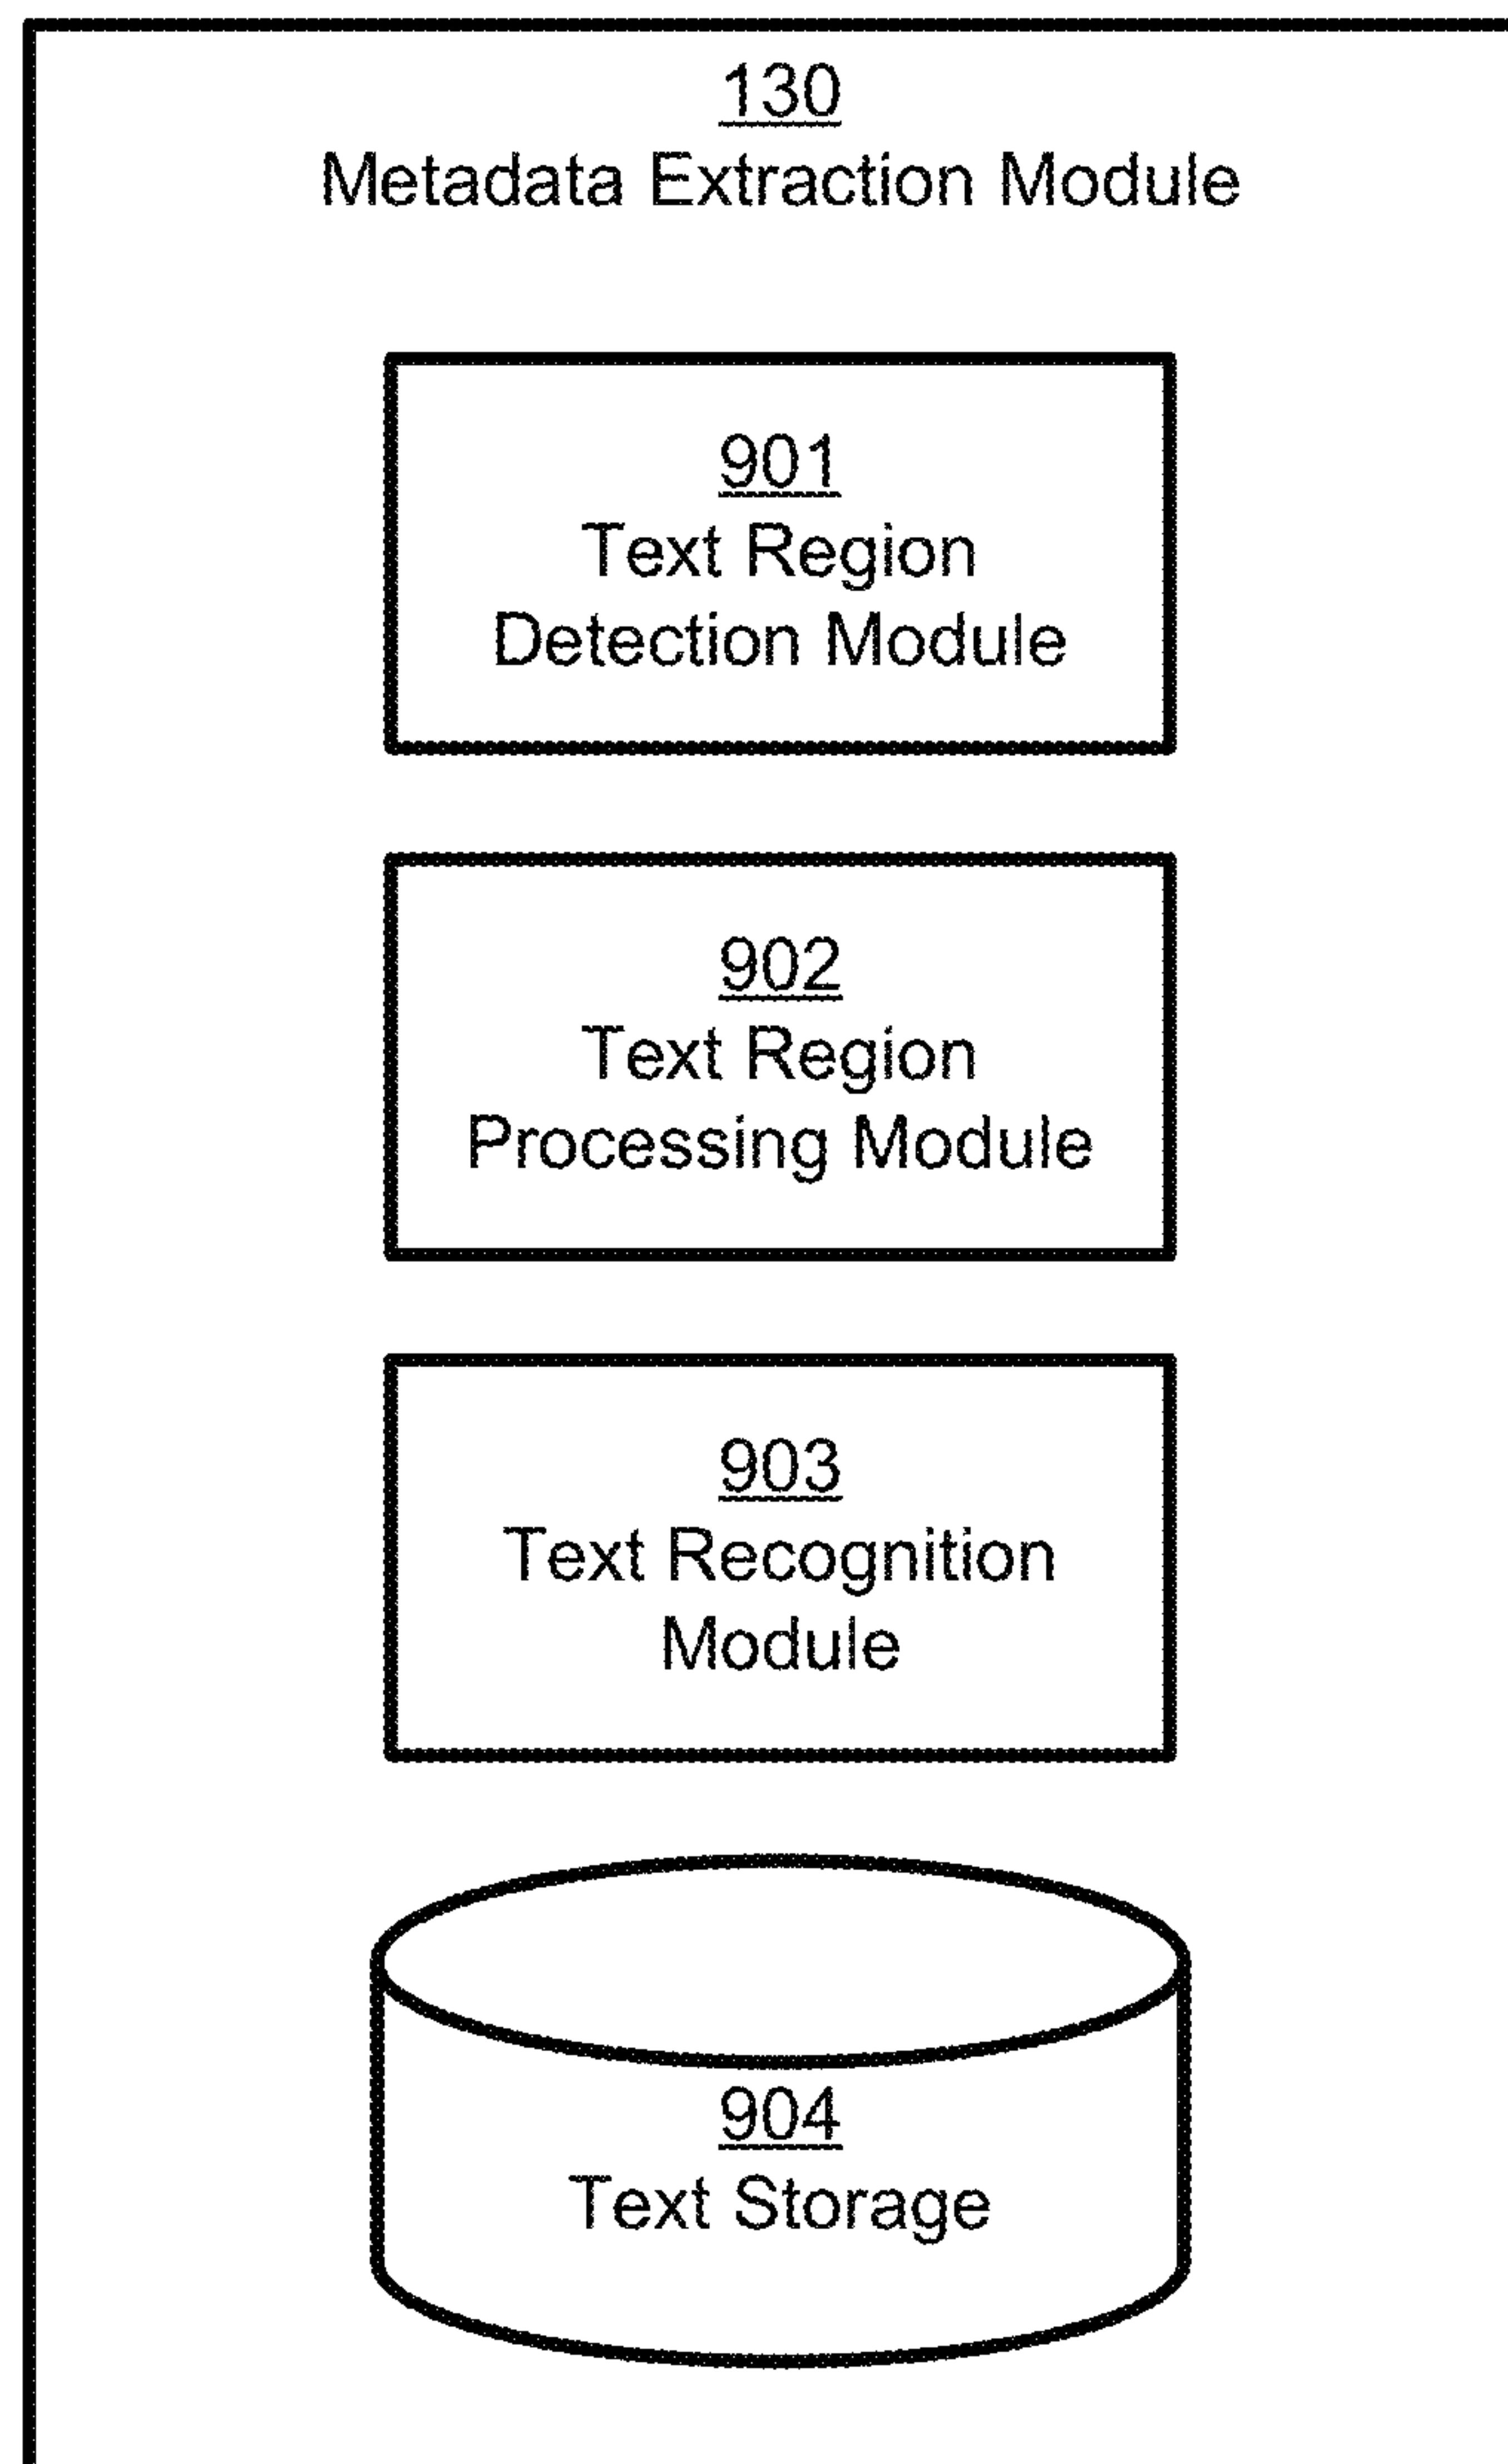 130
Metadata Extraction Module
901
Text Region
Detection Module
902
Text Region
Processing Module
903
Text Recognition
Module
904
Text Storage